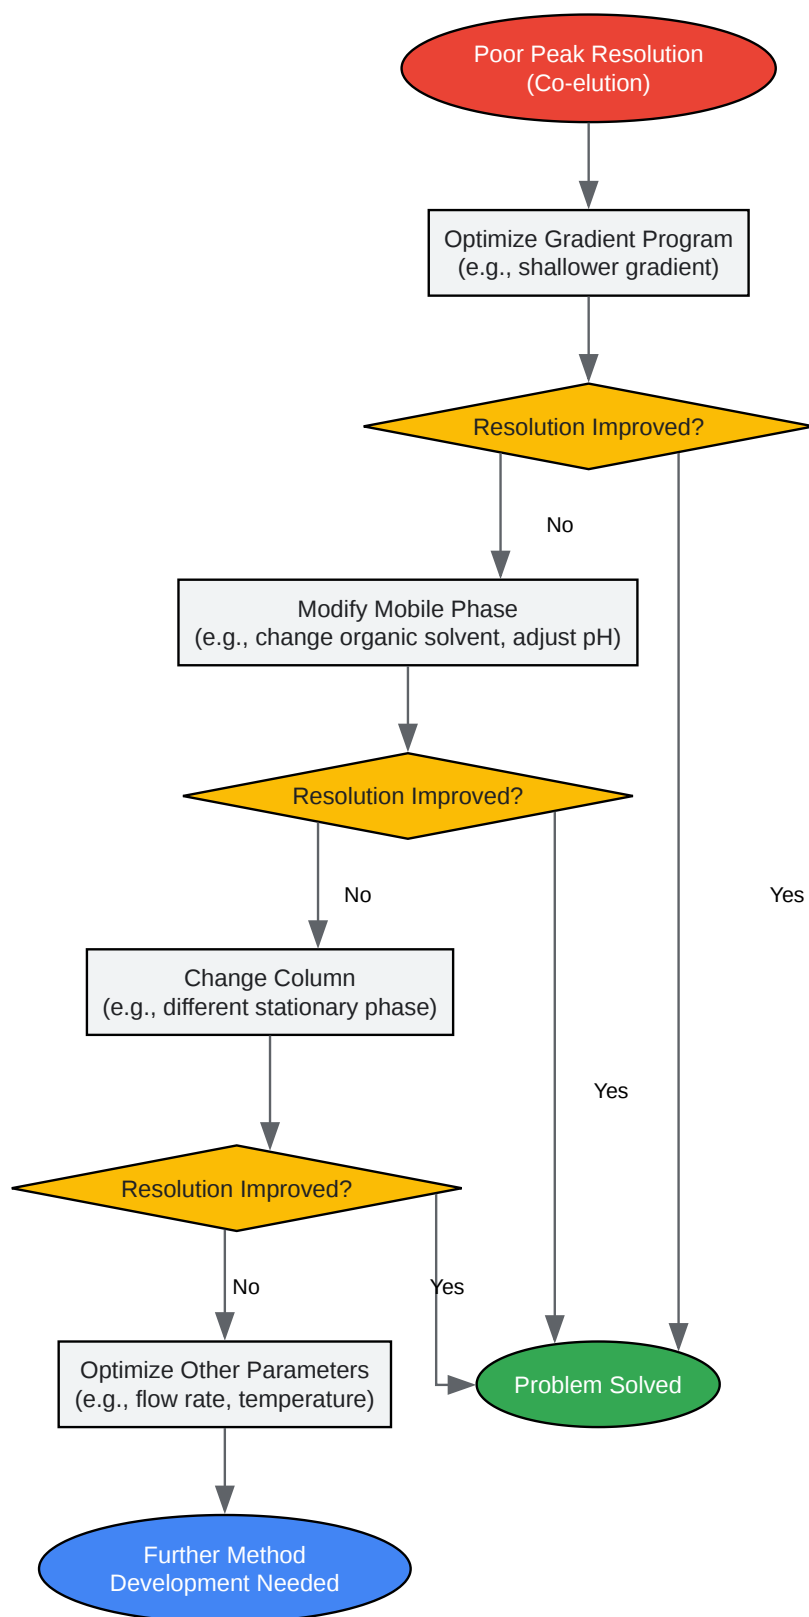 Poor Peak Resolution
(Co-elution)
Optimize Gradient Program
(e.g., shallower gradient)
Resolution Improved?
No
Modify Mobile Phase
(e.g., change organic solvent, adjust pH)
Resolution Improved?
No
Yes
Change Column
(e.g., different stationary phase)
Yes
Resolution Improved?
No
Yes
Optimize Other Parameters
(e.g., flow rate, temperature)
Problem Solved
Further Method
Development Needed